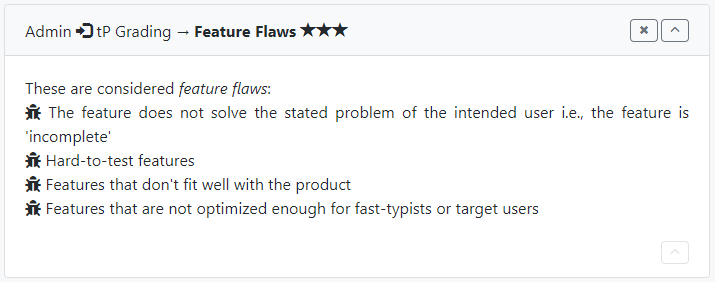 Admin tP Grading → Feature Flaws ★★★
These are considered feature flaws:
The feature does not solve the stated problem of the intended user i.e., the feature is
'incomplete'
Hard-to-test features
Features that don't fit well with the product
Features that are not optimized enough for fast-typists or target users